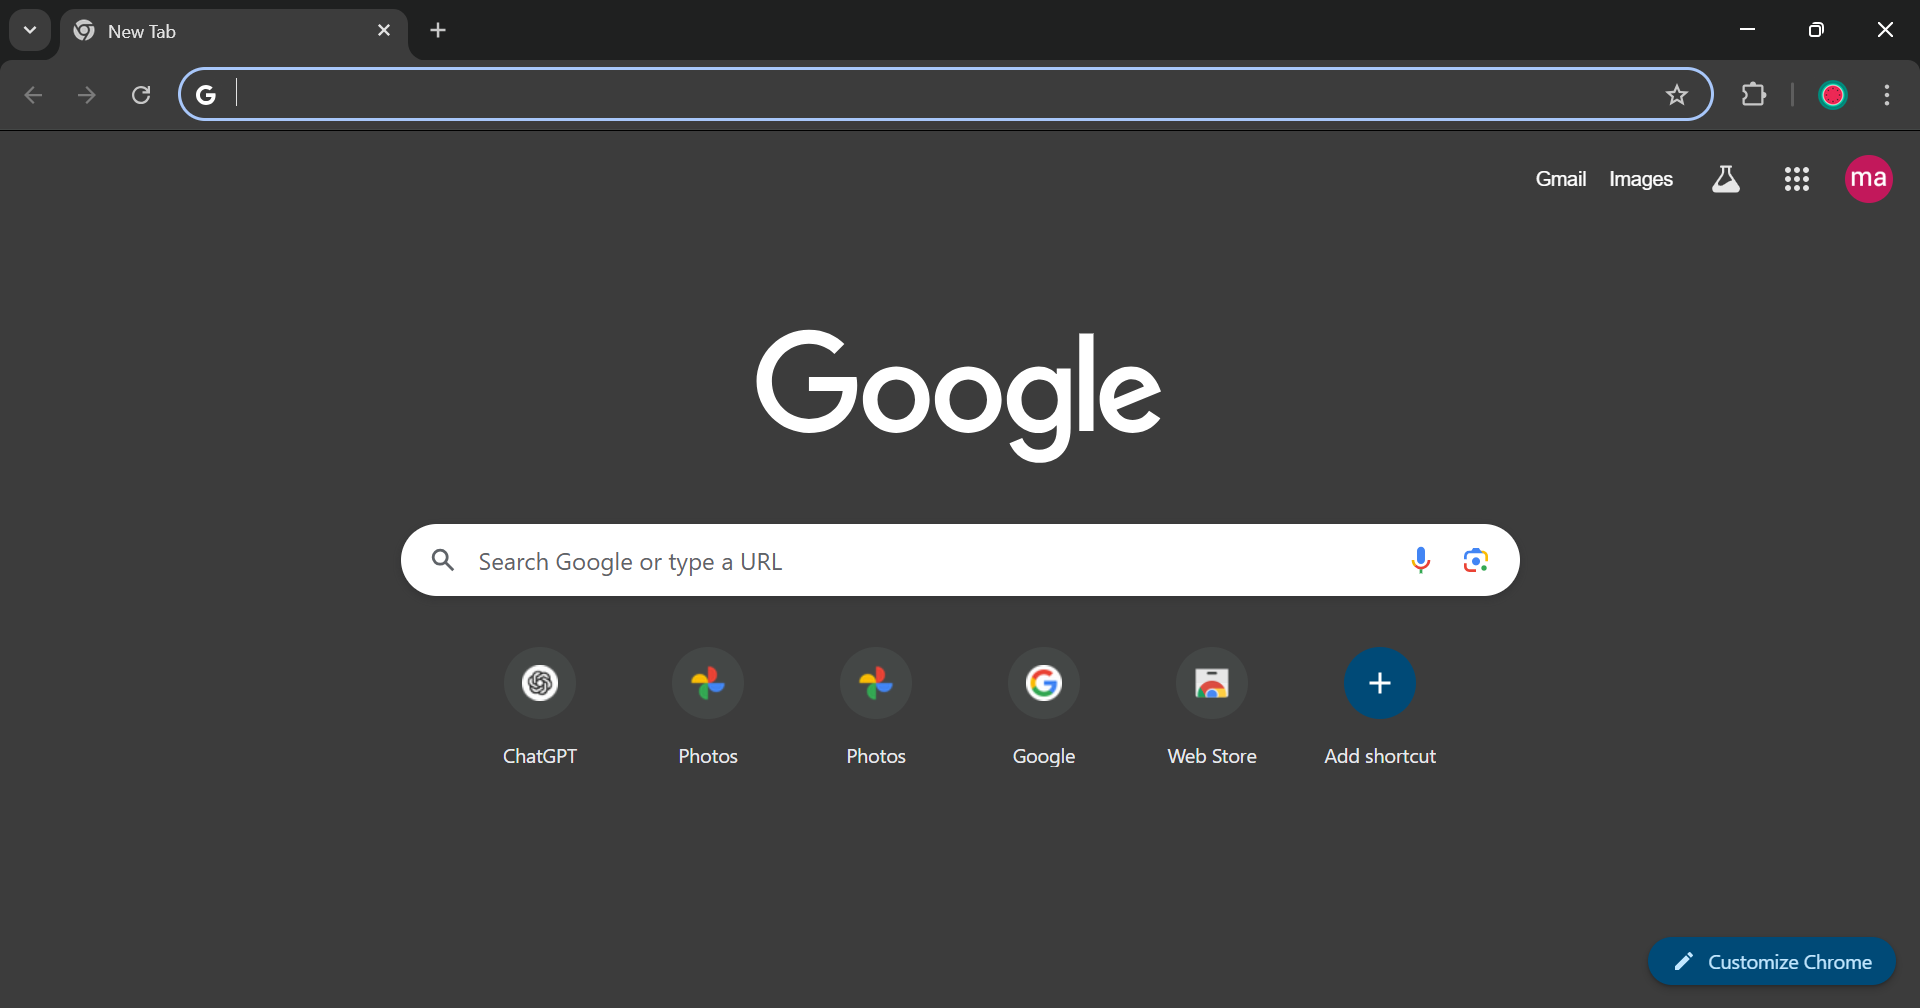 New Tab
Gmail Images
ma
Google
Search Google or type a URL
ChatGPT
Photos
Photos
Google
Web Store
Add shortcut
Customize Chrome